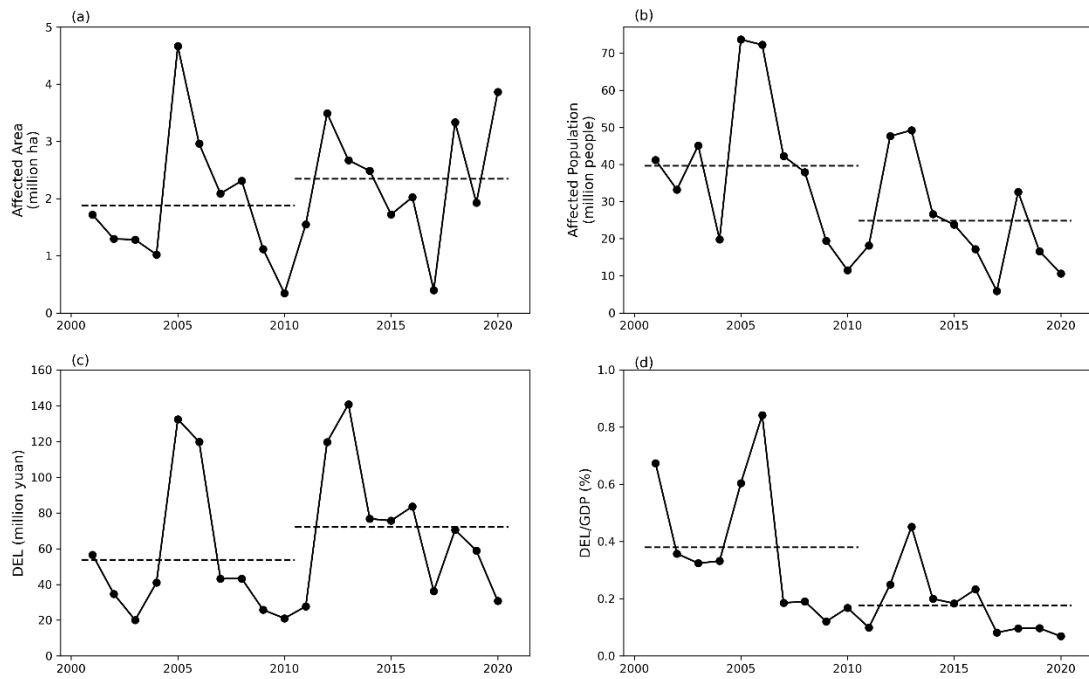 (a)
5
4
3
2
1
0
Affected Area
(million ha)
2000 2005 2010 2015 2020
(b)
70
60
50
40
30
20
10
0
Affected Population
(million people)
2000 2005 2010 2015 2020
(c)
160
140
120
100
80
60
40
20
0
DEL (million yuan)
2000 2005 2010 2015 2020
(d)
1.0
0.8
0.6
0.4
0.2
0.0
DEL/GDP (%)
2000 2005 2010 2015 2020